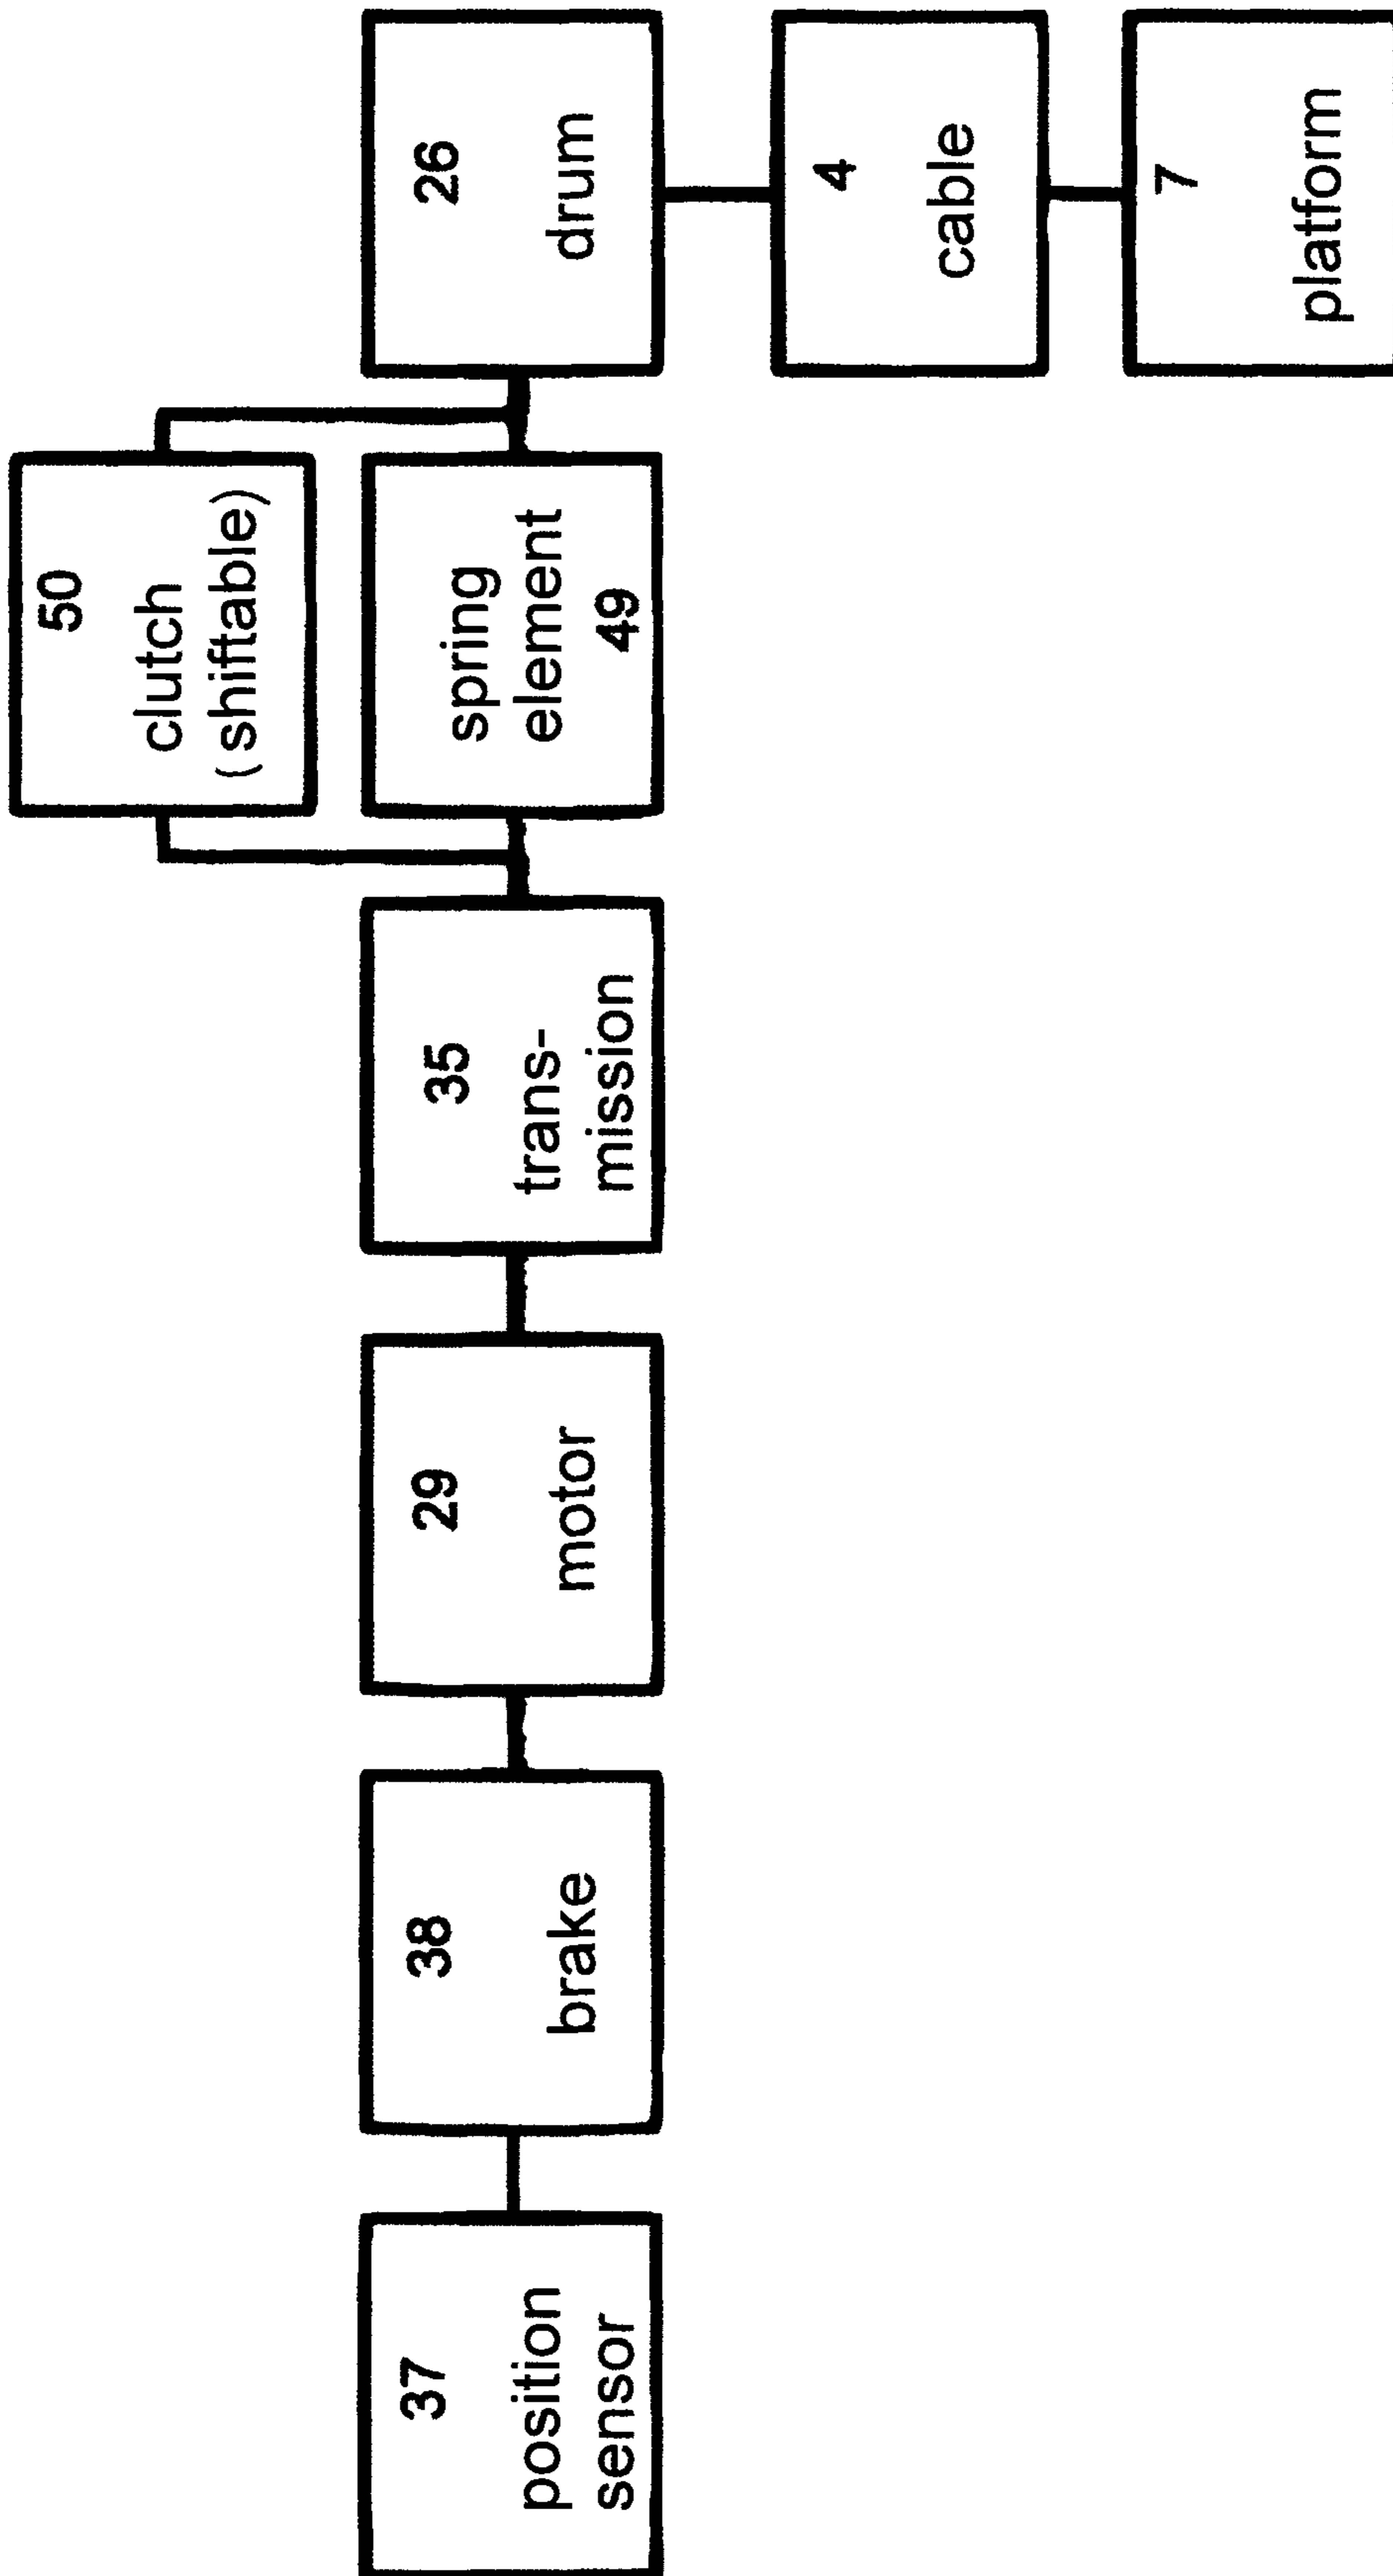 50
clutch
(shiftable)
37
position
sensor
38
brake
29
motor
35
trans-
mission
spring
element
49
26
drum
4
cable
7
platform